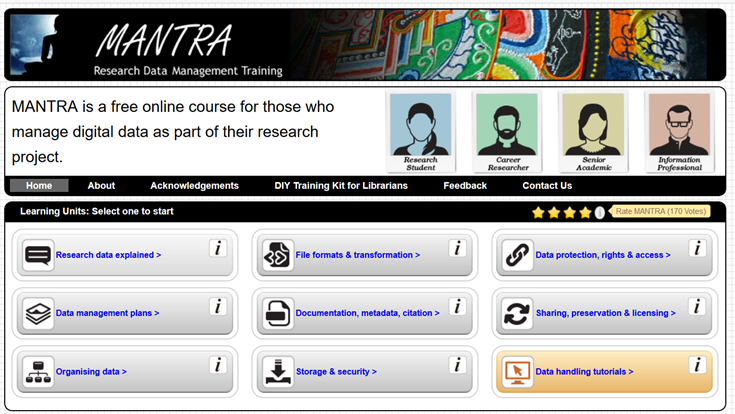 MANTRA
Research Data Management Training
MANTRA is a free online course for those who
manage digital data as part of their research
project.
Research
Student
Career
Researcher
Senior
Academic
Information
Professional
Home About Acknowledgements DIY Training Kit for Librarians Feedback Contact Us
Learning Units: Select one to start
Rate MANTRA (170 Votes)
Research data explained > i
File formats & transformation > i
Data protection, rights & access > i
Data management plans > i
Documentation, metadata, citation > i
Sharing, preservation & licensing > i
Organising data > i
Storage & security > i
Data handling tutorials > i